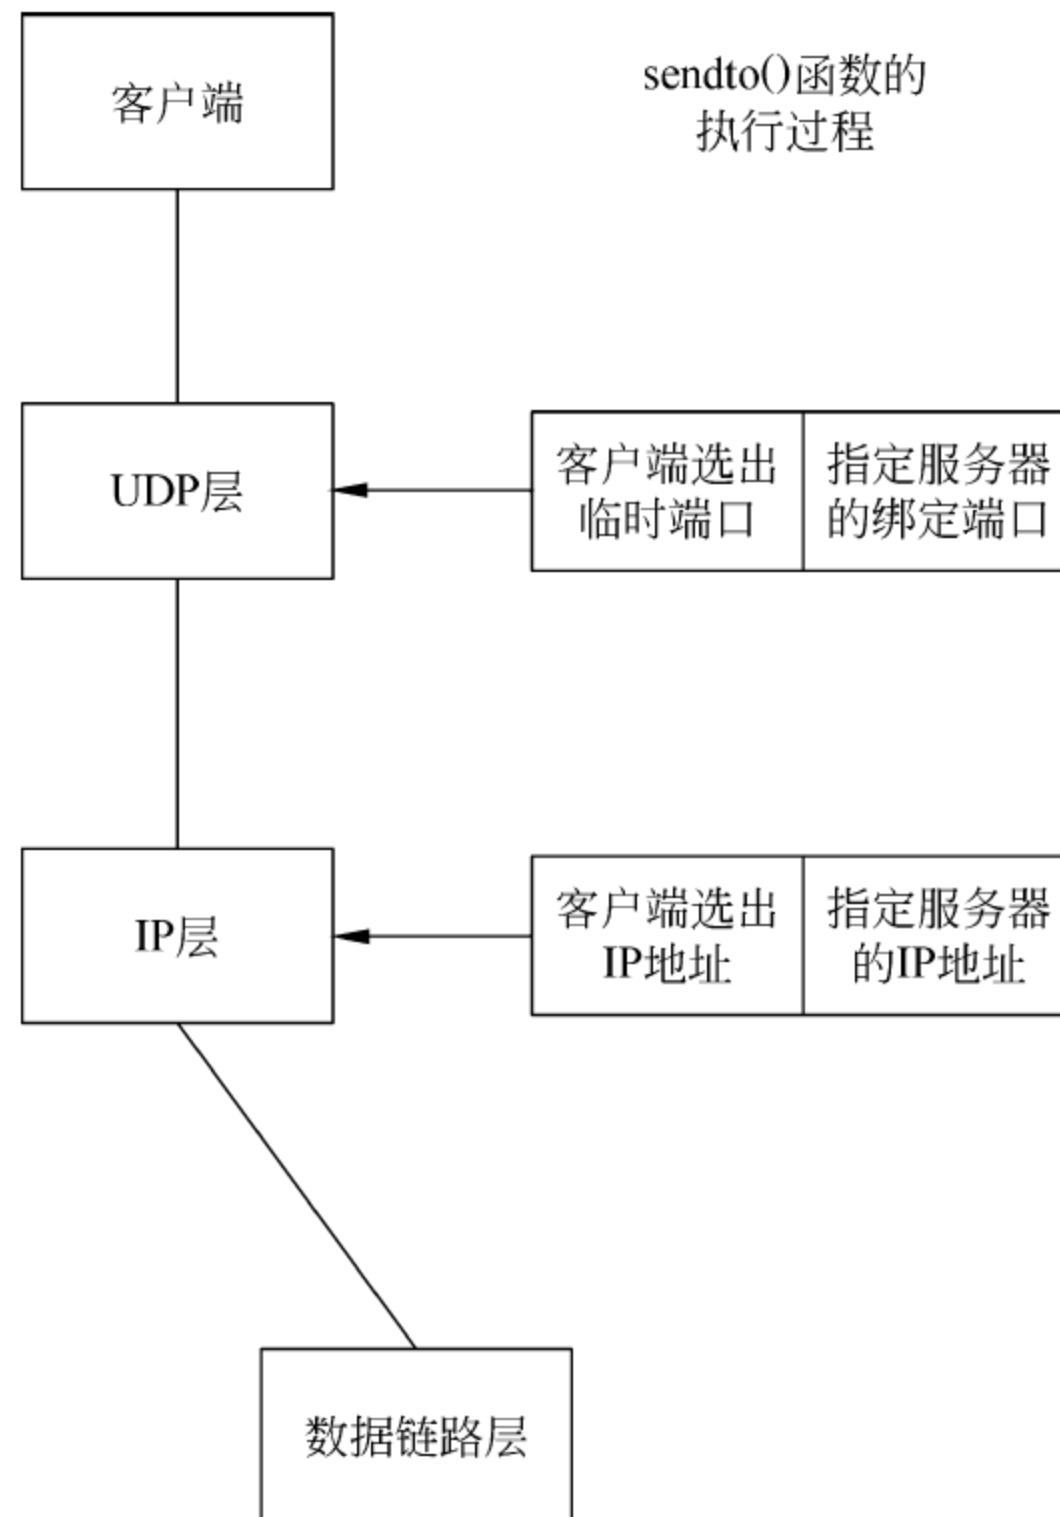 客户端
sendto()函数的
执行过程
UDP层
客户端选出
临时端口
指定服务器
的绑定端口
IP层
客户端选出
IP地址
指定服务器
的IP地址
数据链路层